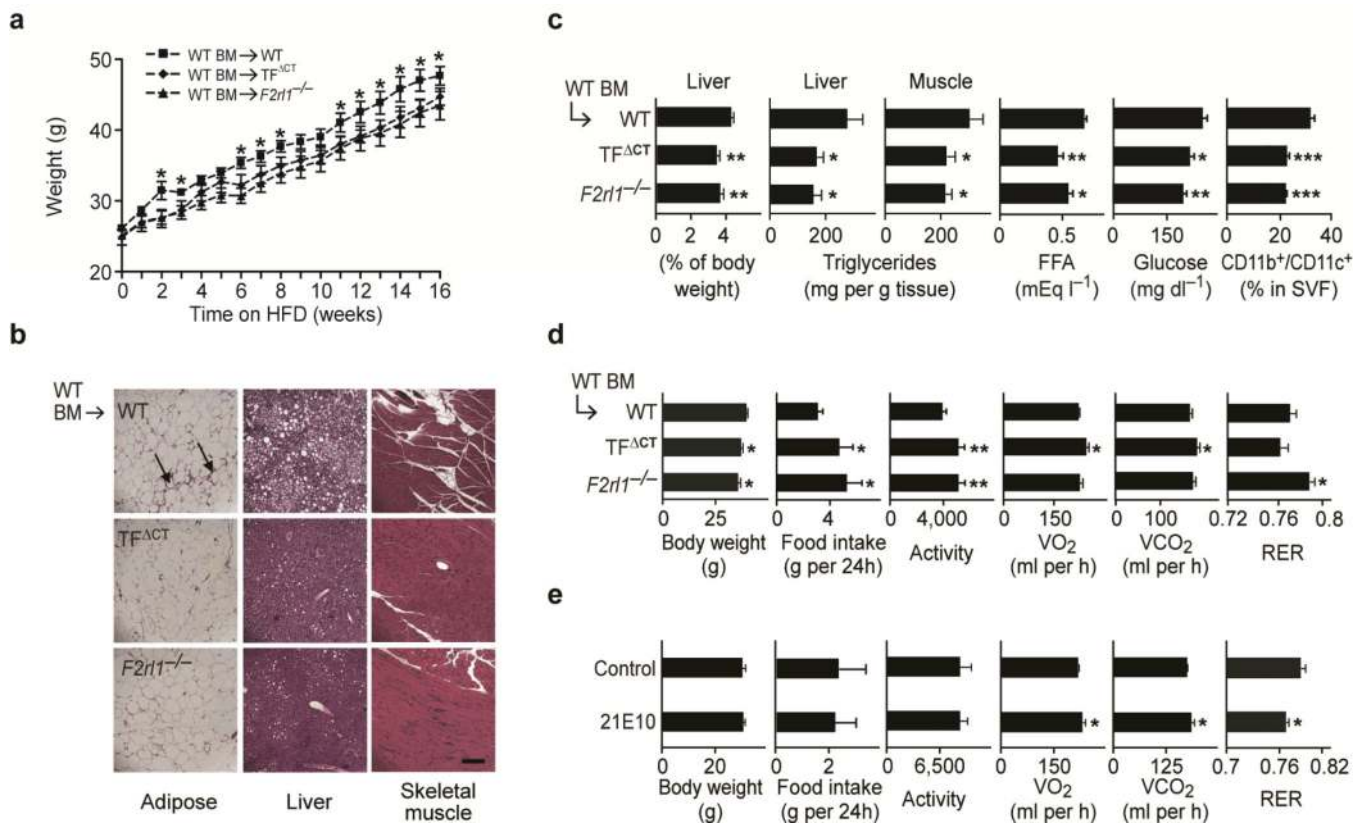 a
WT BM→WT
WT BM→TF^ΔCT
WT BM→F2rl1^−/−
50
40
30
20
Weight (g)
* * * * * * * * * * *
0 2 4 6 8 10 12 14 16
Time on HFD (weeks)
b
WT
BM →
WT
TF^ΔCT
F2rl1^−/−
Adipose
Liver
Skeletal
muscle
c
WT BM
Liver
Liver
Muscle
WT
TF^ΔCT
** * * ** * ***
F2rl1^−/−
** * * * ** ***
0 2 4
0 200
0 200
0 0.5
0 150
0 20 40
(% of body
weight)
Triglycerides
(mg per g tissue)
FFA
(mEq l^−1)
Glucose
(mg dl^−1)
CD11b^+/CD11c^+
(% in SVF)
d
WT BM
WT
TF^ΔCT
* * ** * *
F2rl1^−/−
* * ** *
0 25
0 4
0 4,000
0 150
0 100
0.72 0.76 0.8
Body weight
(g)
Food intake
(g per 24h)
Activity
VO2
(ml per h)
VCO2
(ml per h)
RER
e
Control
21E10
* * *
0 20
0 2
0 6,500
0 150
0 125
0.7 0.76 0.82
Body weight
(g)
Food intake
(g per 24h)
Activity
VO2
(ml per h)
VCO2
(ml per h)
RER